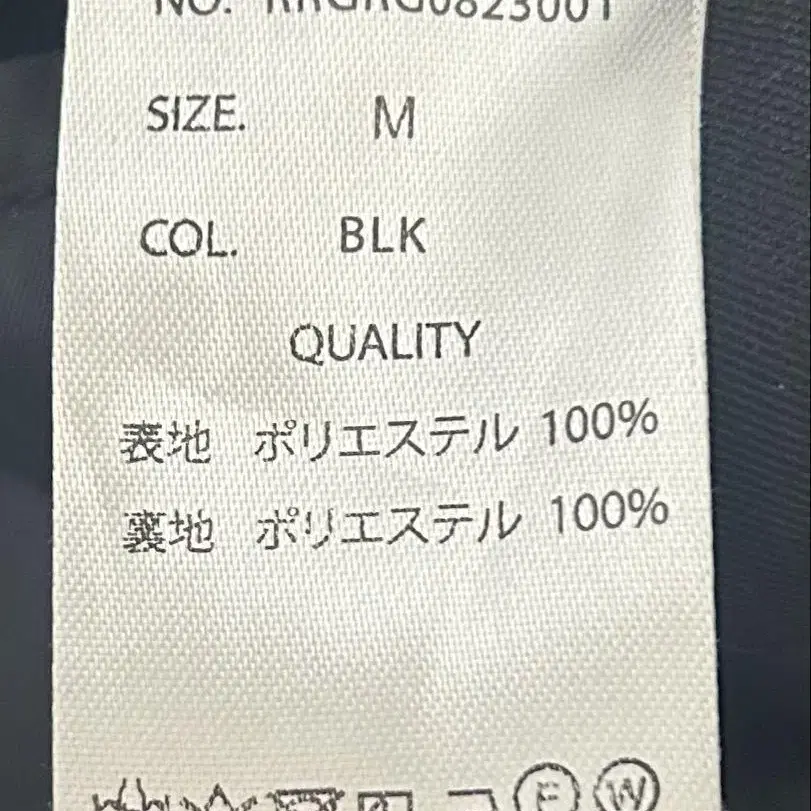 NO.
SIZE. M
COL. BLK
QUALITY
表地 ポリエステル 100%
裏地 ポリエステル 100%
F W